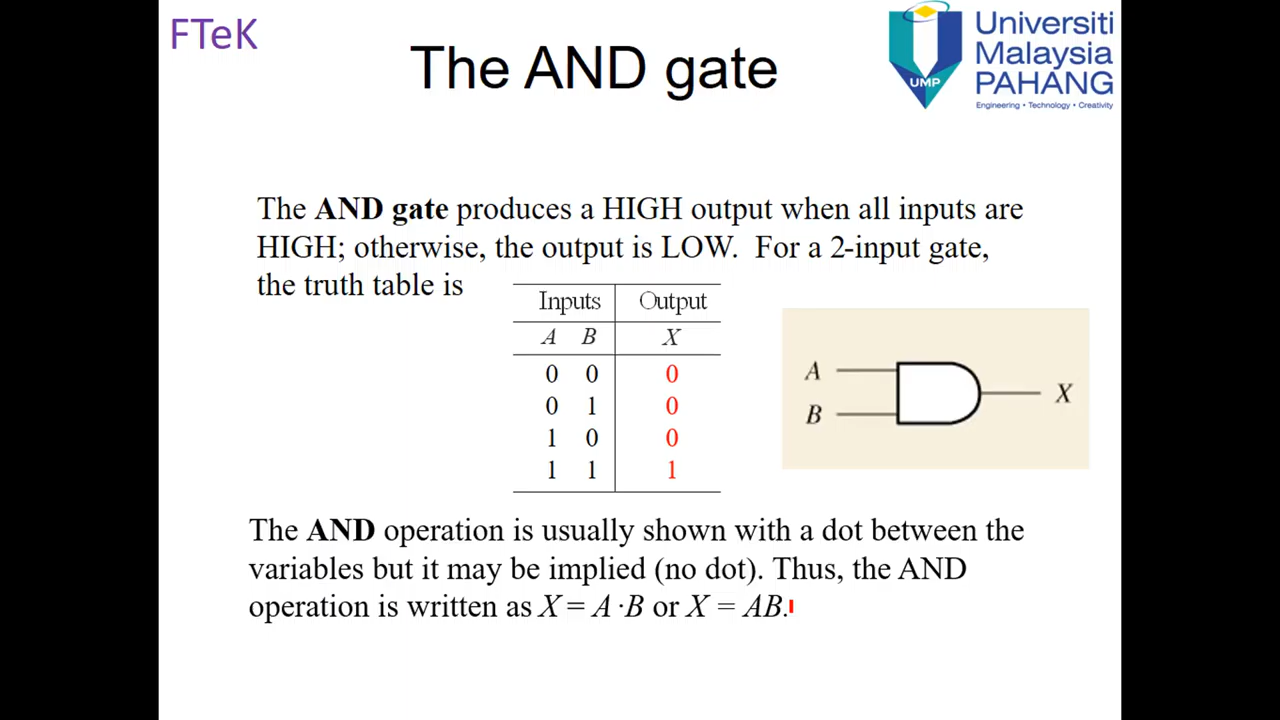 FTeK
The AND gate
Universiti
Malaysia
PAHANG
Engineering • Technology • Creativity
UMP
The AND gate produces a HIGH output when all inputs are
HIGH; otherwise, the output is LOW. For a 2-input gate,
the truth table is
Inputs Output
A B X
0 0 0
0 1 0
1 0 0
1 1 1
A
B
X
The AND operation is usually shown with a dot between the
variables but it may be implied (no dot). Thus, the AND
operation is written as X = A ·B or X = AB.